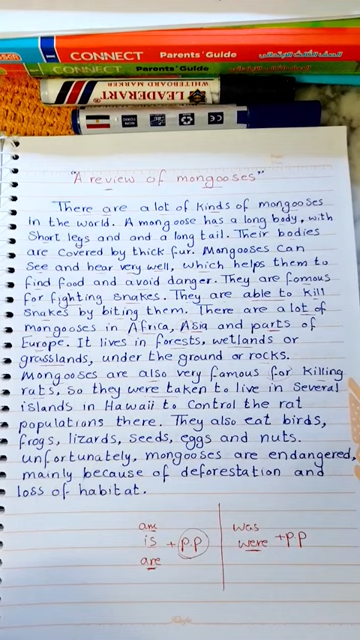 CONNECT Parents' Guide
1 CONNECT Parents' Guide
LEADERART
WHITEBOARD MARKER
"A review of mongooses"
There are a lot of kinds of mongooses
in the world. A mongoose has a long body, with
short legs and and a long tail. Their bodies
are covered by thick fur. Mongooses can
see and hear very well, which helps them to
find food and avoid danger. They are famous
for fighting snakes. They are able to kill
snakes by biting them. There are a lot of
mongooses in Africa, Asia and parts of
Europe. It lives in forests, wetlands or
grasslands, under the ground or rocks.
Mongooses are also very famous for killing
rats, so they were taken to live in several
islands in Hawaii to control the rat
populations there. They also eat birds,
frogs, lizards, seeds, eggs and nuts.
unfortunately, mongooses are endangered,
mainly because of deforestation and
loss of habitat.
am
is + p.p
are
was
were + p p